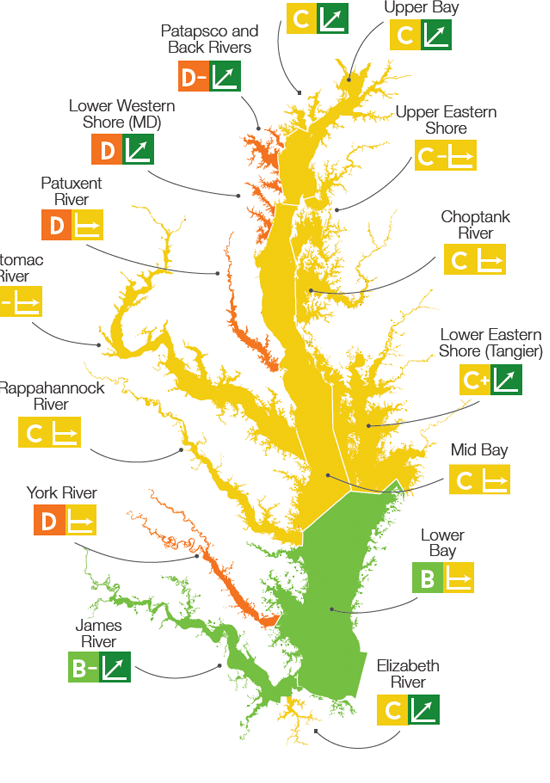 C
Upper Bay
C
Patapsco and
Back Rivers
D-
Lower Western
Shore (MD)
D
Upper Eastern
Shore
C-
Patuxent
River
D
Choptank
River
C
tomac
River
-
Lower Eastern
Shore (Tangier)
C+
Rappahannock
River
C
Mid Bay
C
York River
D
Lower
Bay
B
James
River
B-
Elizabeth
River
C